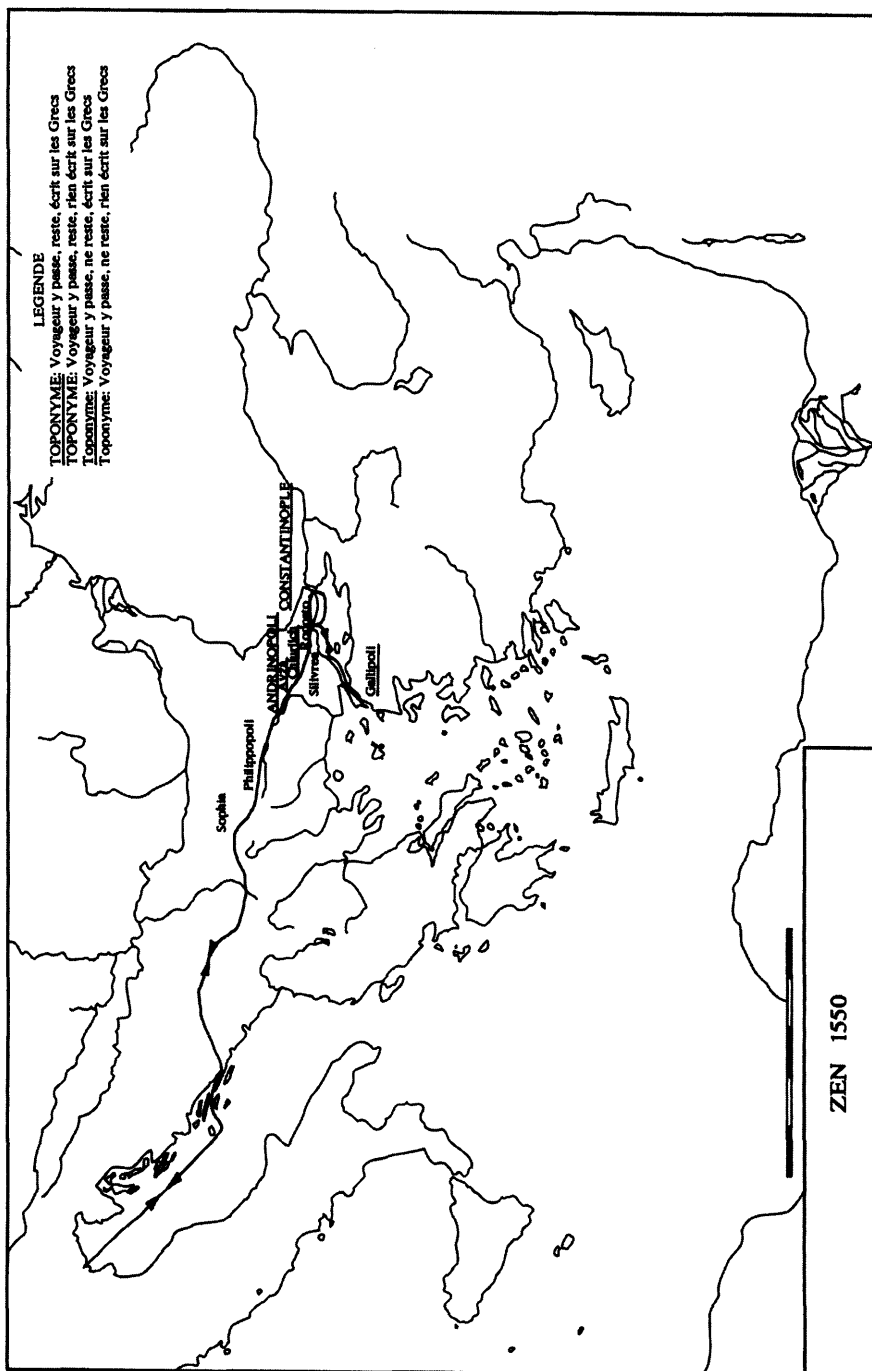 LEGENDE
TOPONYME: Voyageur y passe, reste, écrit sur les Grecs
TOPONYME: Voyageur y passe, reste, rien écrit sur les Grecs
Toponyme: Voyageur y passe, ne reste, écrit sur les Grecs
Toponyme: Voyageur y passe, ne reste, rien écrit sur les Grecs
Sophia
Philippopoli
ANDRINOPOLI
CONSTANTINOPLE
Silivrea
Gallipoli
ZEN 1550